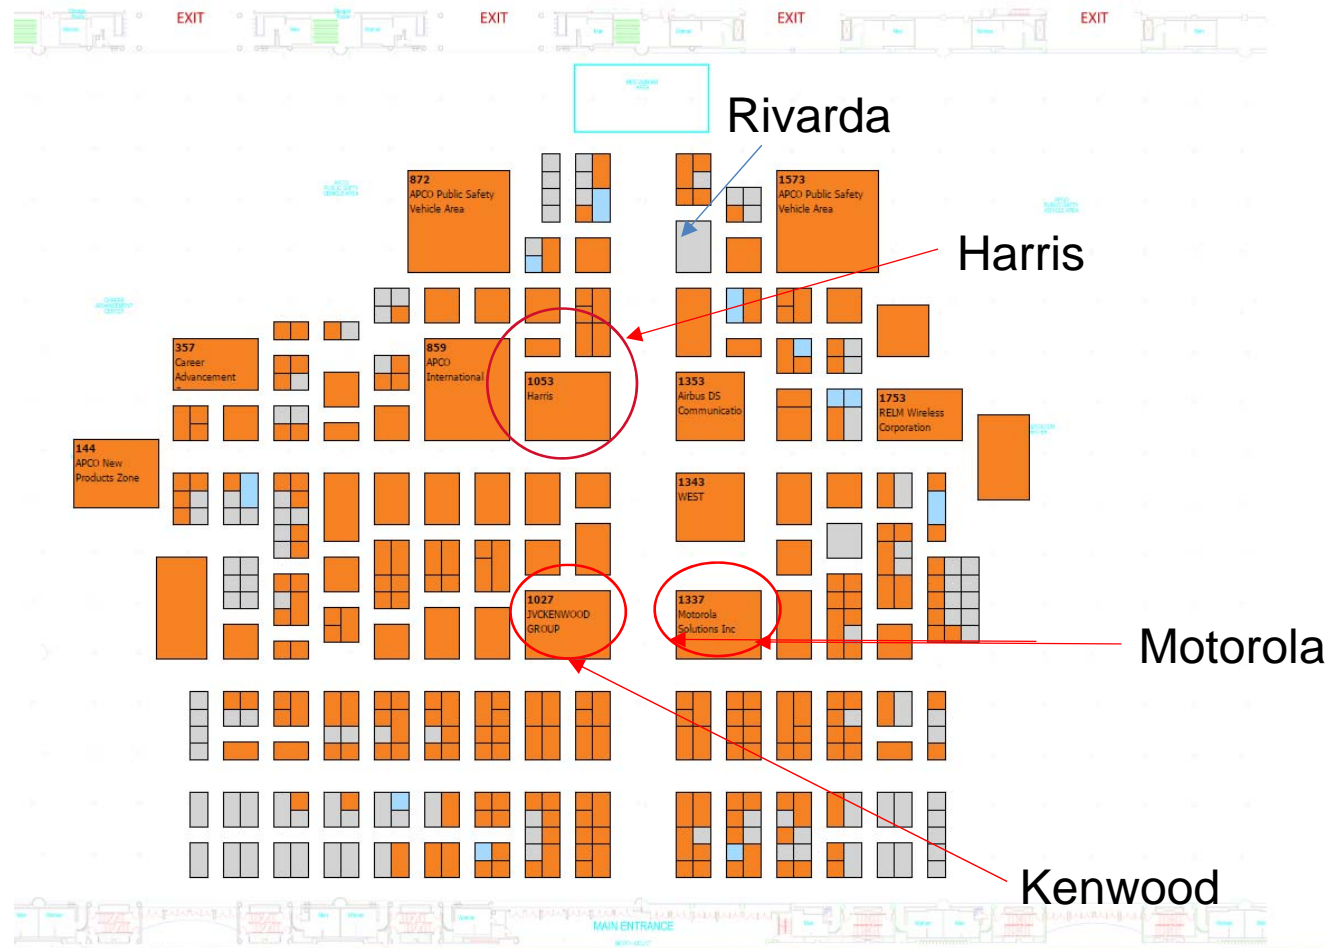 EXIT
EXIT
EXIT
EXIT
Rivarda
872
APCO Public Safety
Vehicle Area
1573
APCO Public Safety
Vehicle Area
Harris
357
Career
Advancement
859
APCO
International
1053
Harris
1353
Airbus DS
Communicatio
1753
RELM Wireless
Corporation
144
APCO New
Products Zone
1343
WEST
1027
JVCKENWOOD
GROUP
1337
Motorola
Solutions Inc
Motorola
Kenwood
MAIN ENTRANCE